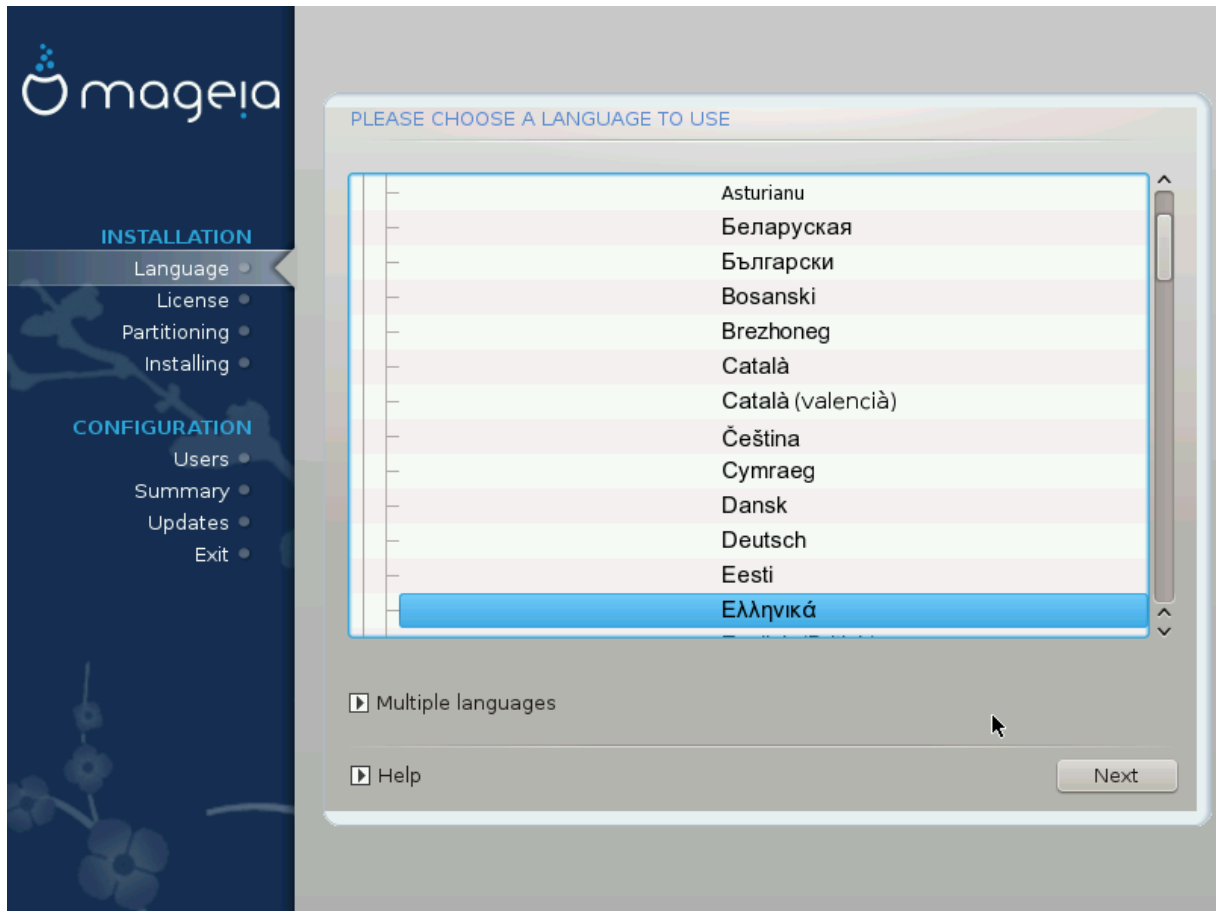 mageia
INSTALLATION
Language
License
Partitioning
Installing
CONFIGURATION
Users
Summary
Updates
Exit
PLEASE CHOOSE A LANGUAGE TO USE
Asturianu
Беларуская
Български
Bosanski
Brezhoneg
Català
Català (valencià)
Čeština
Cymraeg
Dansk
Deutsch
Eesti
Ελληνικά
Multiple languages
Help
Next